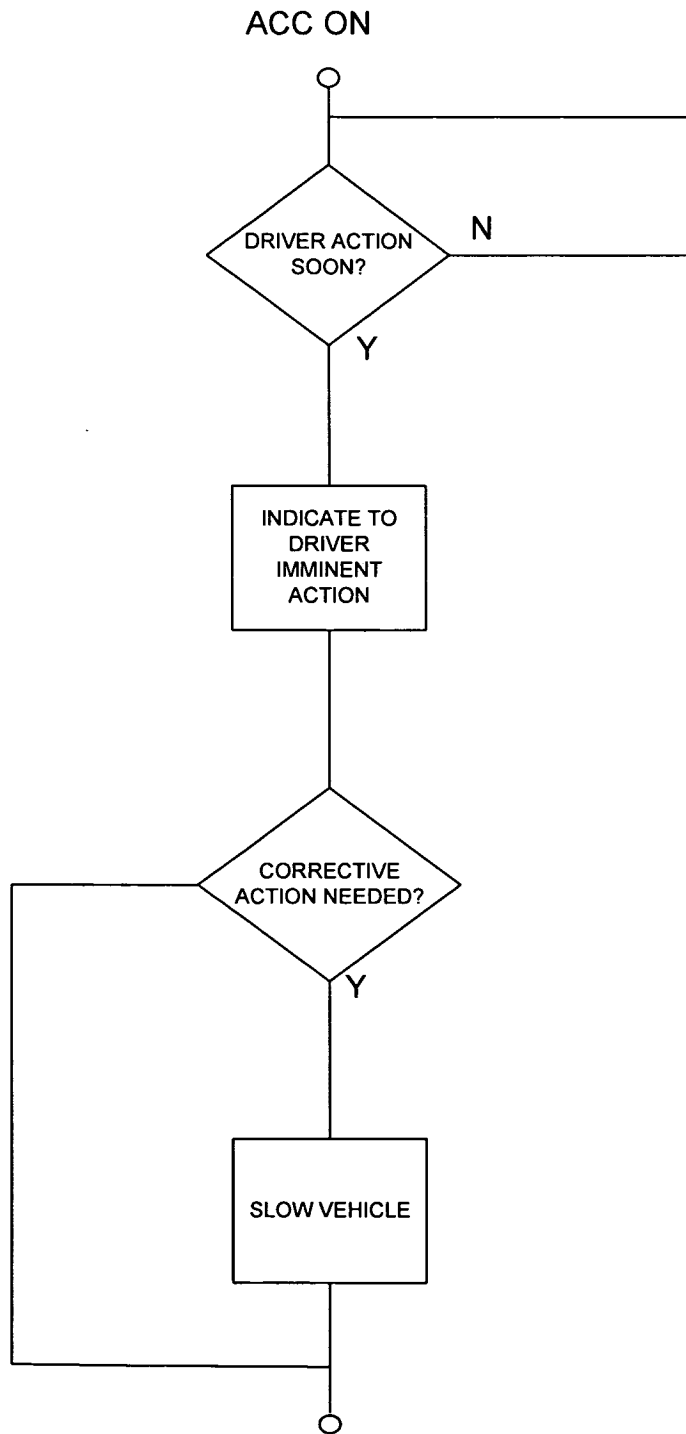 ACC ON
DRIVER ACTION
SOON?
N
Y
INDICATE TO
DRIVER
IMMINENT
ACTION
CORRECTIVE
ACTION NEEDED?
Y
SLOW VEHICLE